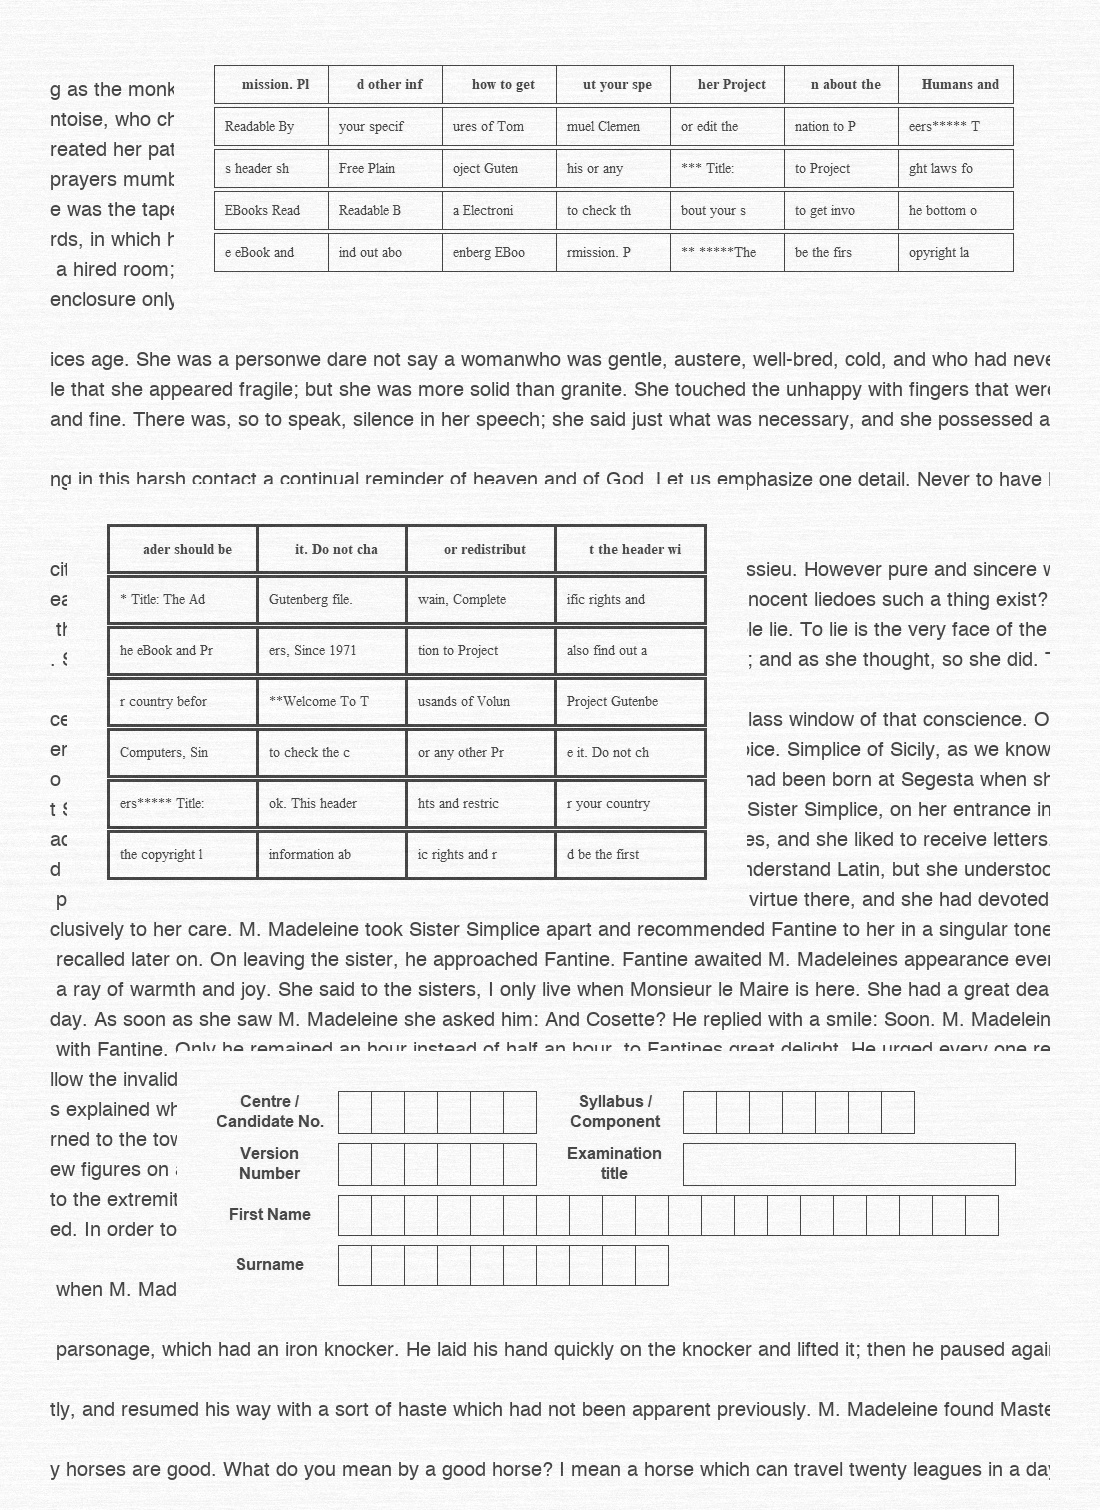 mission. Pl d other inf how to get ut your spe her Project n about the Humans and
Readable By your specif ures of Tom muel Clemen or edit the nation to P eers***** T
s header sh Free Plain oject Guten his or any *** Title: to Project ght laws fo
EBooks Read Readable B a Electroni to check th bout your s to get invo he bottom o
e eBook and ind out abo enberg EBoo rmission. P ** *****The be the firs opyright la
g as the monk
ntoise, who ch
reated her pat
prayers mumb
e was the tape
rds, in which h
a hired room;
enclosure only
ices age. She was a personwe dare not say a womanwho was gentle, austere, well-bred, cold, and who had neve
le that she appeared fragile; but she was more solid than granite. She touched the unhappy with fingers that were
and fine. There was, so to speak, silence in her speech; she said just what was necessary, and she possessed a
ng in this harsh contact a continual reminder of heaven and of God. Let us emphasize one detail. Never to have
ader should be it. Do not cha or redistribut t the header wi
* Title: The Ad Gutenberg file. wain, Complete ific rights and
he eBook and Pr ers, Since 1971 tion to Project also find out a
r country befor **Welcome To T usands of Volun Project Gutenbe
Computers, Sin to check the c or any other Pr e it. Do not ch
ers***** Title: ok. This header hts and restric r your country
the copyright l information ab ic rights and r d be the first
cit ssieu. However pure and sincere w
ea nocent liedoes such a thing exist?
th le lie. To lie is the very face of the
. S ; and as she thought, so she did.
ce lass window of that conscience. O
er ice. Simplice of Sicily, as we know
o had been born at Segesta when sh
t S Sister Simplice, on her entrance in
ad es, and she liked to receive letters.
d nderstand Latin, but she understoo
p virtue there, and she had devoted
clusively to her care. M. Madeleine took Sister Simplice apart and recommended Fantine to her in a singular tone
recalled later on. On leaving the sister, he approached Fantine. Fantine awaited M. Madeleines appearance ever
a ray of warmth and joy. She said to the sisters, I only live when Monsieur le Maire is here. She had a great dea
day. As soon as she saw M. Madeleine she asked him: And Cosette? He replied with a smile: Soon. M. Madelein
with Fantine. Only he remained an hour instead of half an hour, to Fantines great delight. He urged every one re
llow the invalid
s explained wh
rned to the tow
ew figures on a
to the extremit
ed. In order to
when M. Mad
Centre / Candidate No.
Syllabus / Component
Version Number
Examination title
First Name
Surname
parsonage, which had an iron knocker. He laid his hand quickly on the knocker and lifted it; then he paused agai
tly, and resumed his way with a sort of haste which had not been apparent previously. M. Madeleine found Maste
y horses are good. What do you mean by a good horse? I mean a horse which can travel twenty leagues in a day